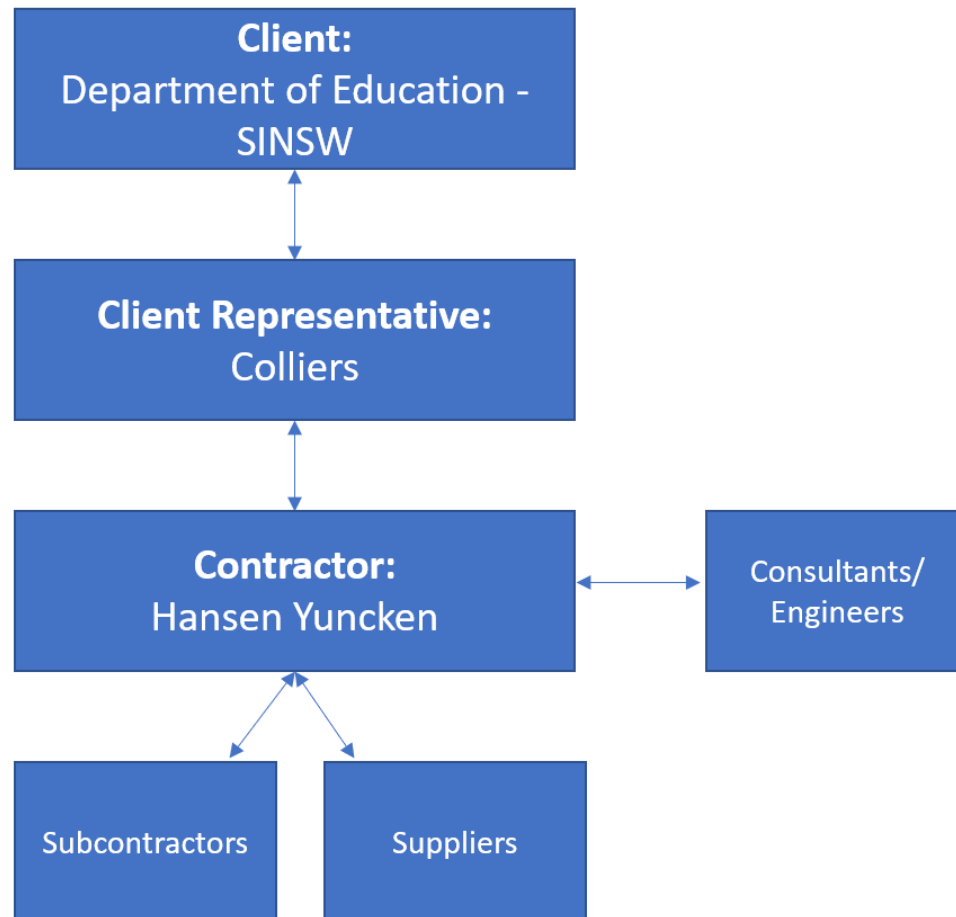 Client:
Department of Education -
SINSW
Client Representative:
Colliers
Contractor:
Hansen Yuncken
Consultants/
Engineers
Subcontractors
Suppliers